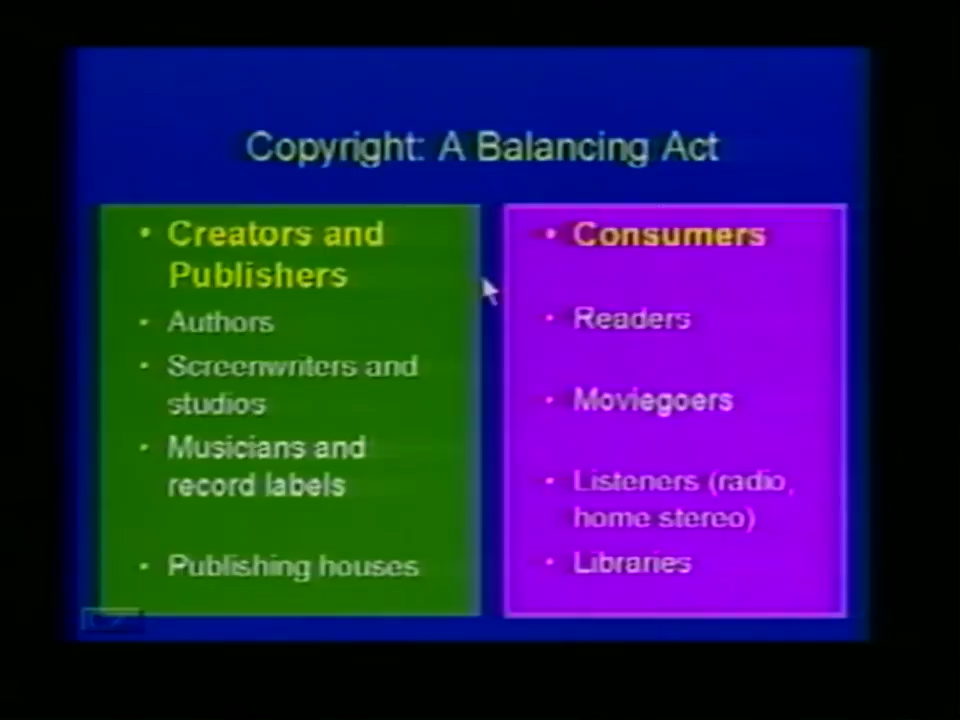 Copyright: A Balancing Act
• Creators and
Publishers
• Authors
• Screenwriters and
studios
• Musicians and
record labels
• Publishing houses
• Consumers
• Readers
• Moviegoers
• Listeners (radio,
home stereo)
• Libraries